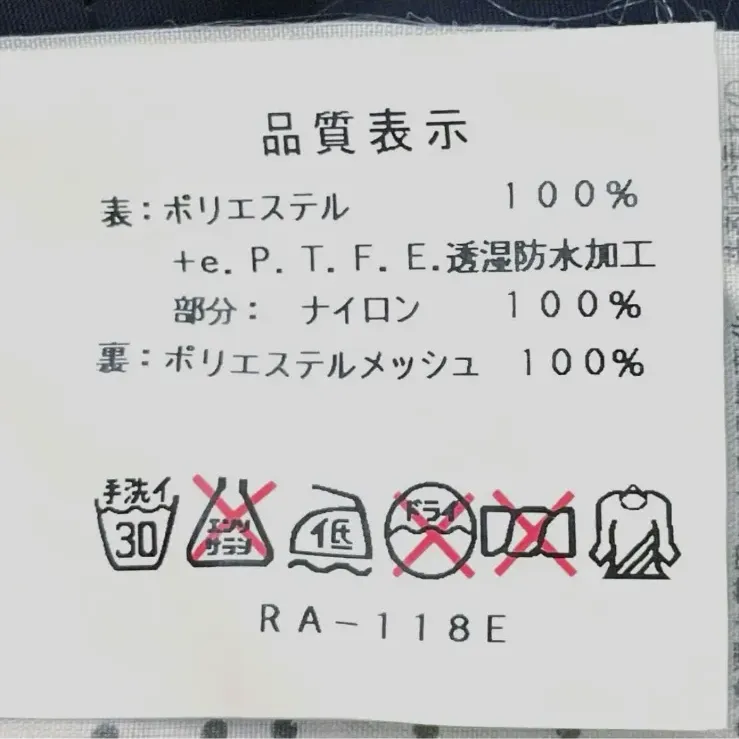 品質表示
表：ポリエステル 100%
+e.P.T.F.E.透湿防水加工
部分： ナイロン 100%
裏：ポリエステルメッシュ 100%
手洗イ 30 エンソ サラシ 低 ドライ
RA-118E